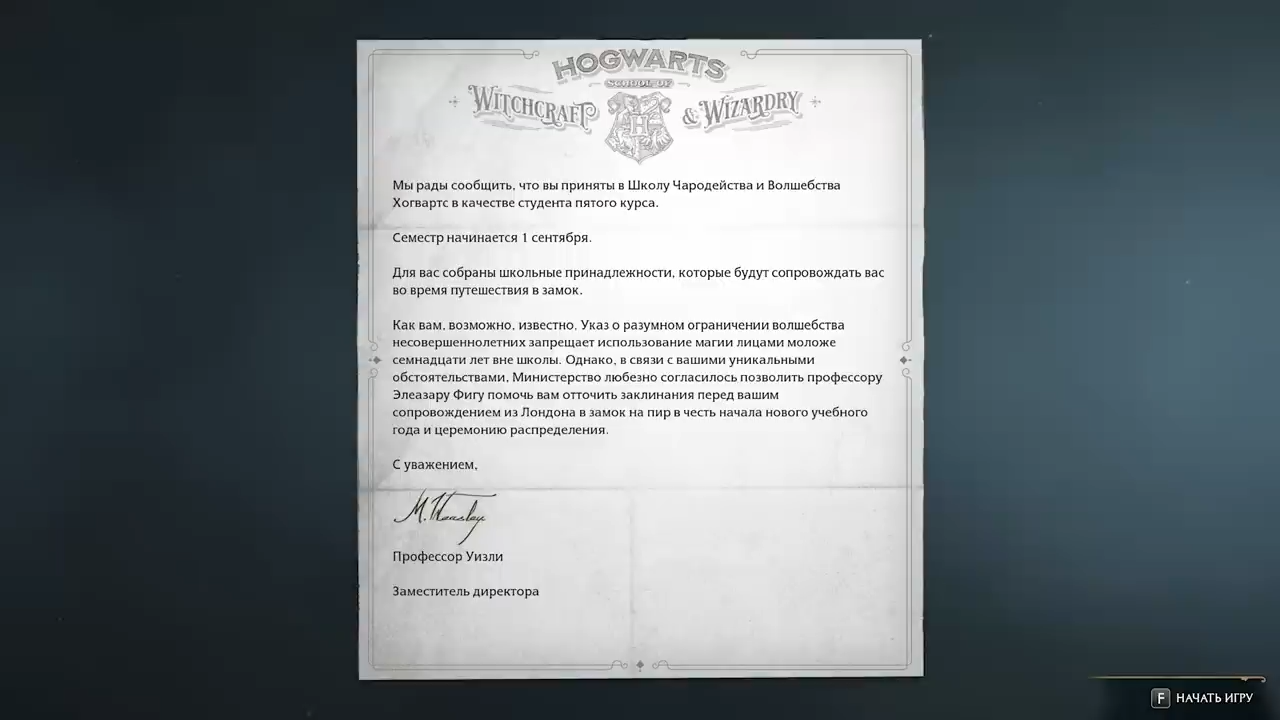 HOGWARTS
SCHOOL OF
WITCHCRAFT & WIZARDRY
H
Мы рады сообщить, что вы приняты в Школу Чародейства и Волшебства
Хогвартс в качестве студента пятого курса.
Семестр начинается 1 сентября.
Для вас собраны школьные принадлежности, которые будут сопровождать вас
во время путешествия в замок.
Как вам, возможно, известно, Указ о разумном ограничении волшебства
несовершеннолетних запрещает использование магии лицами моложе
семнадцати лет вне школы. Однако, в связи с вашими уникальными
обстоятельствами, Министерство любезно согласилось позволить профессору
Элеазару Фигу помочь вам отточить заклинания перед вашим
сопровождением из Лондона в замок на пир в честь начала нового учебного
года и церемонию распределения.
С уважением,
M. Weasley
Профессор Уизли
Заместитель директора
F НАЧАТЬ ИГРУ